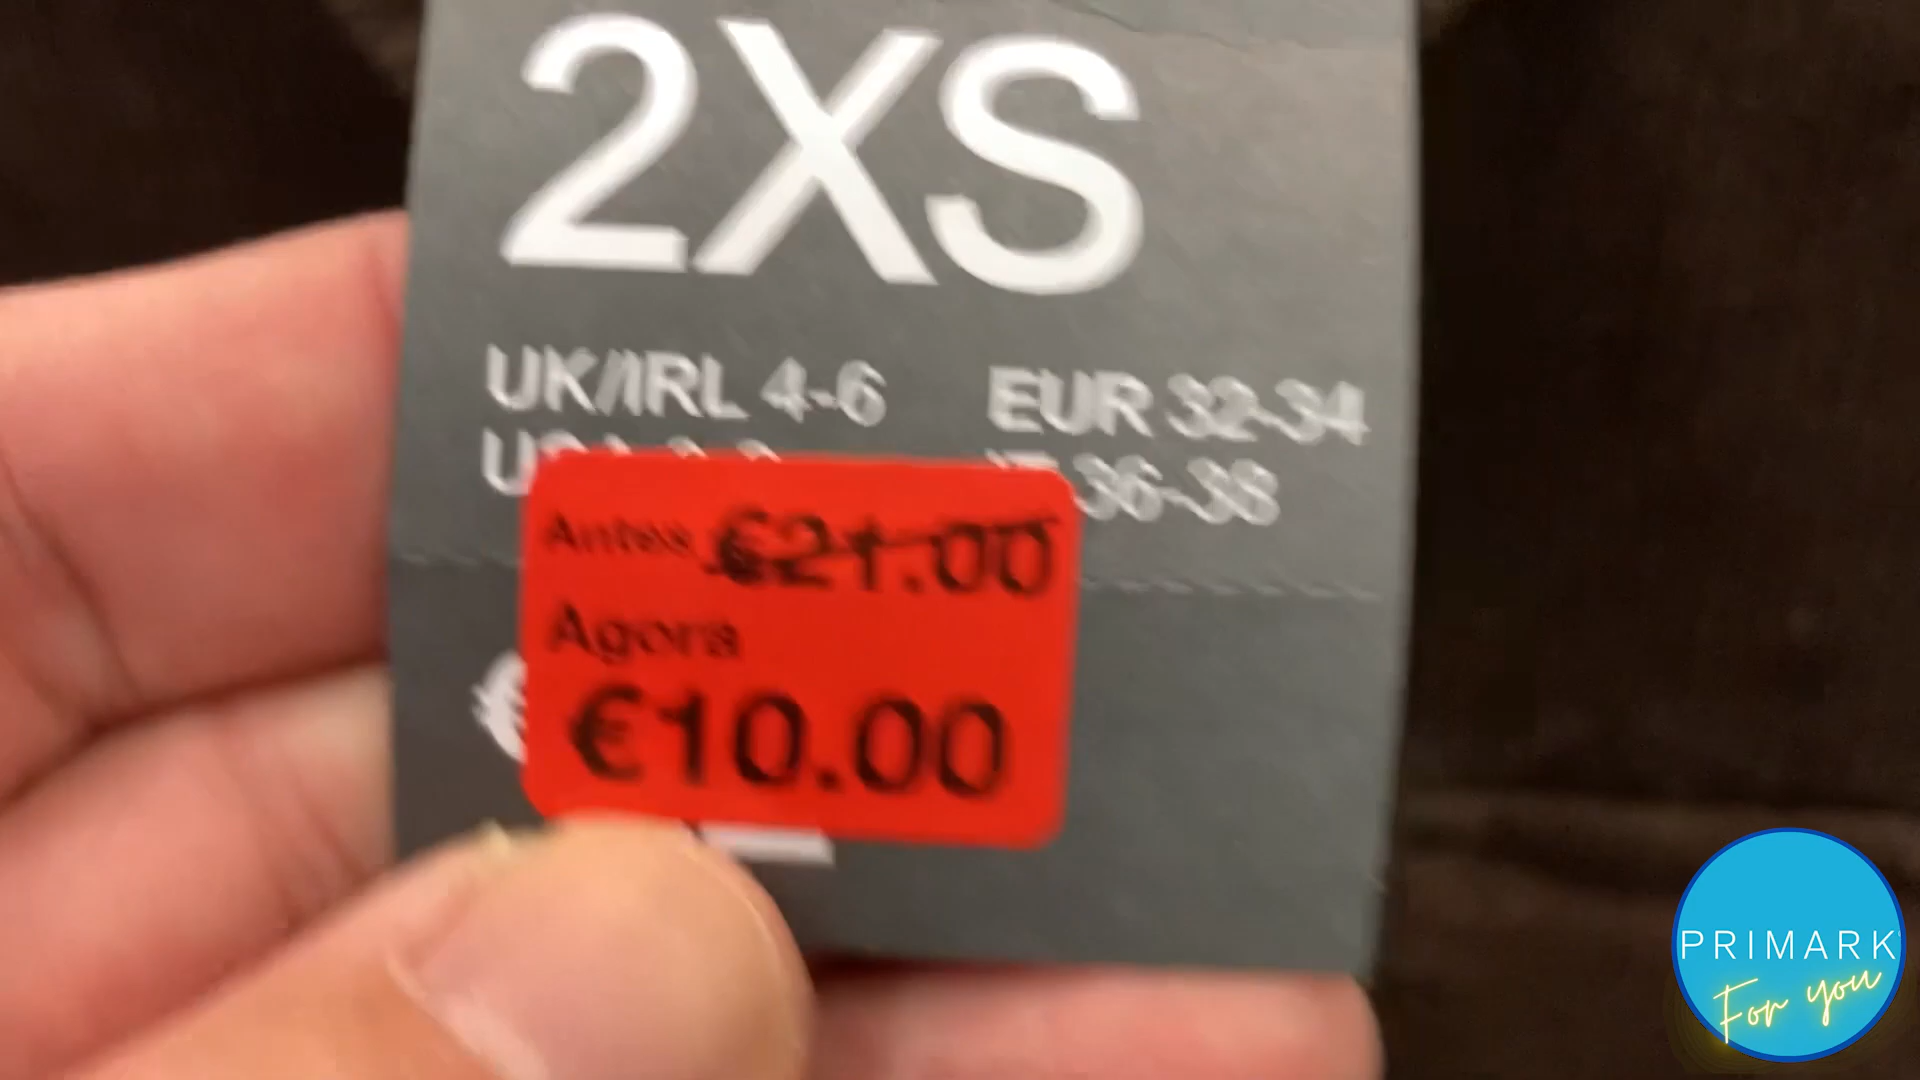 2XS
UK/IRL 4-6 EUR 32-34
36-38
Antes €21.00
Agora
€10.00
PRIMARK
For you